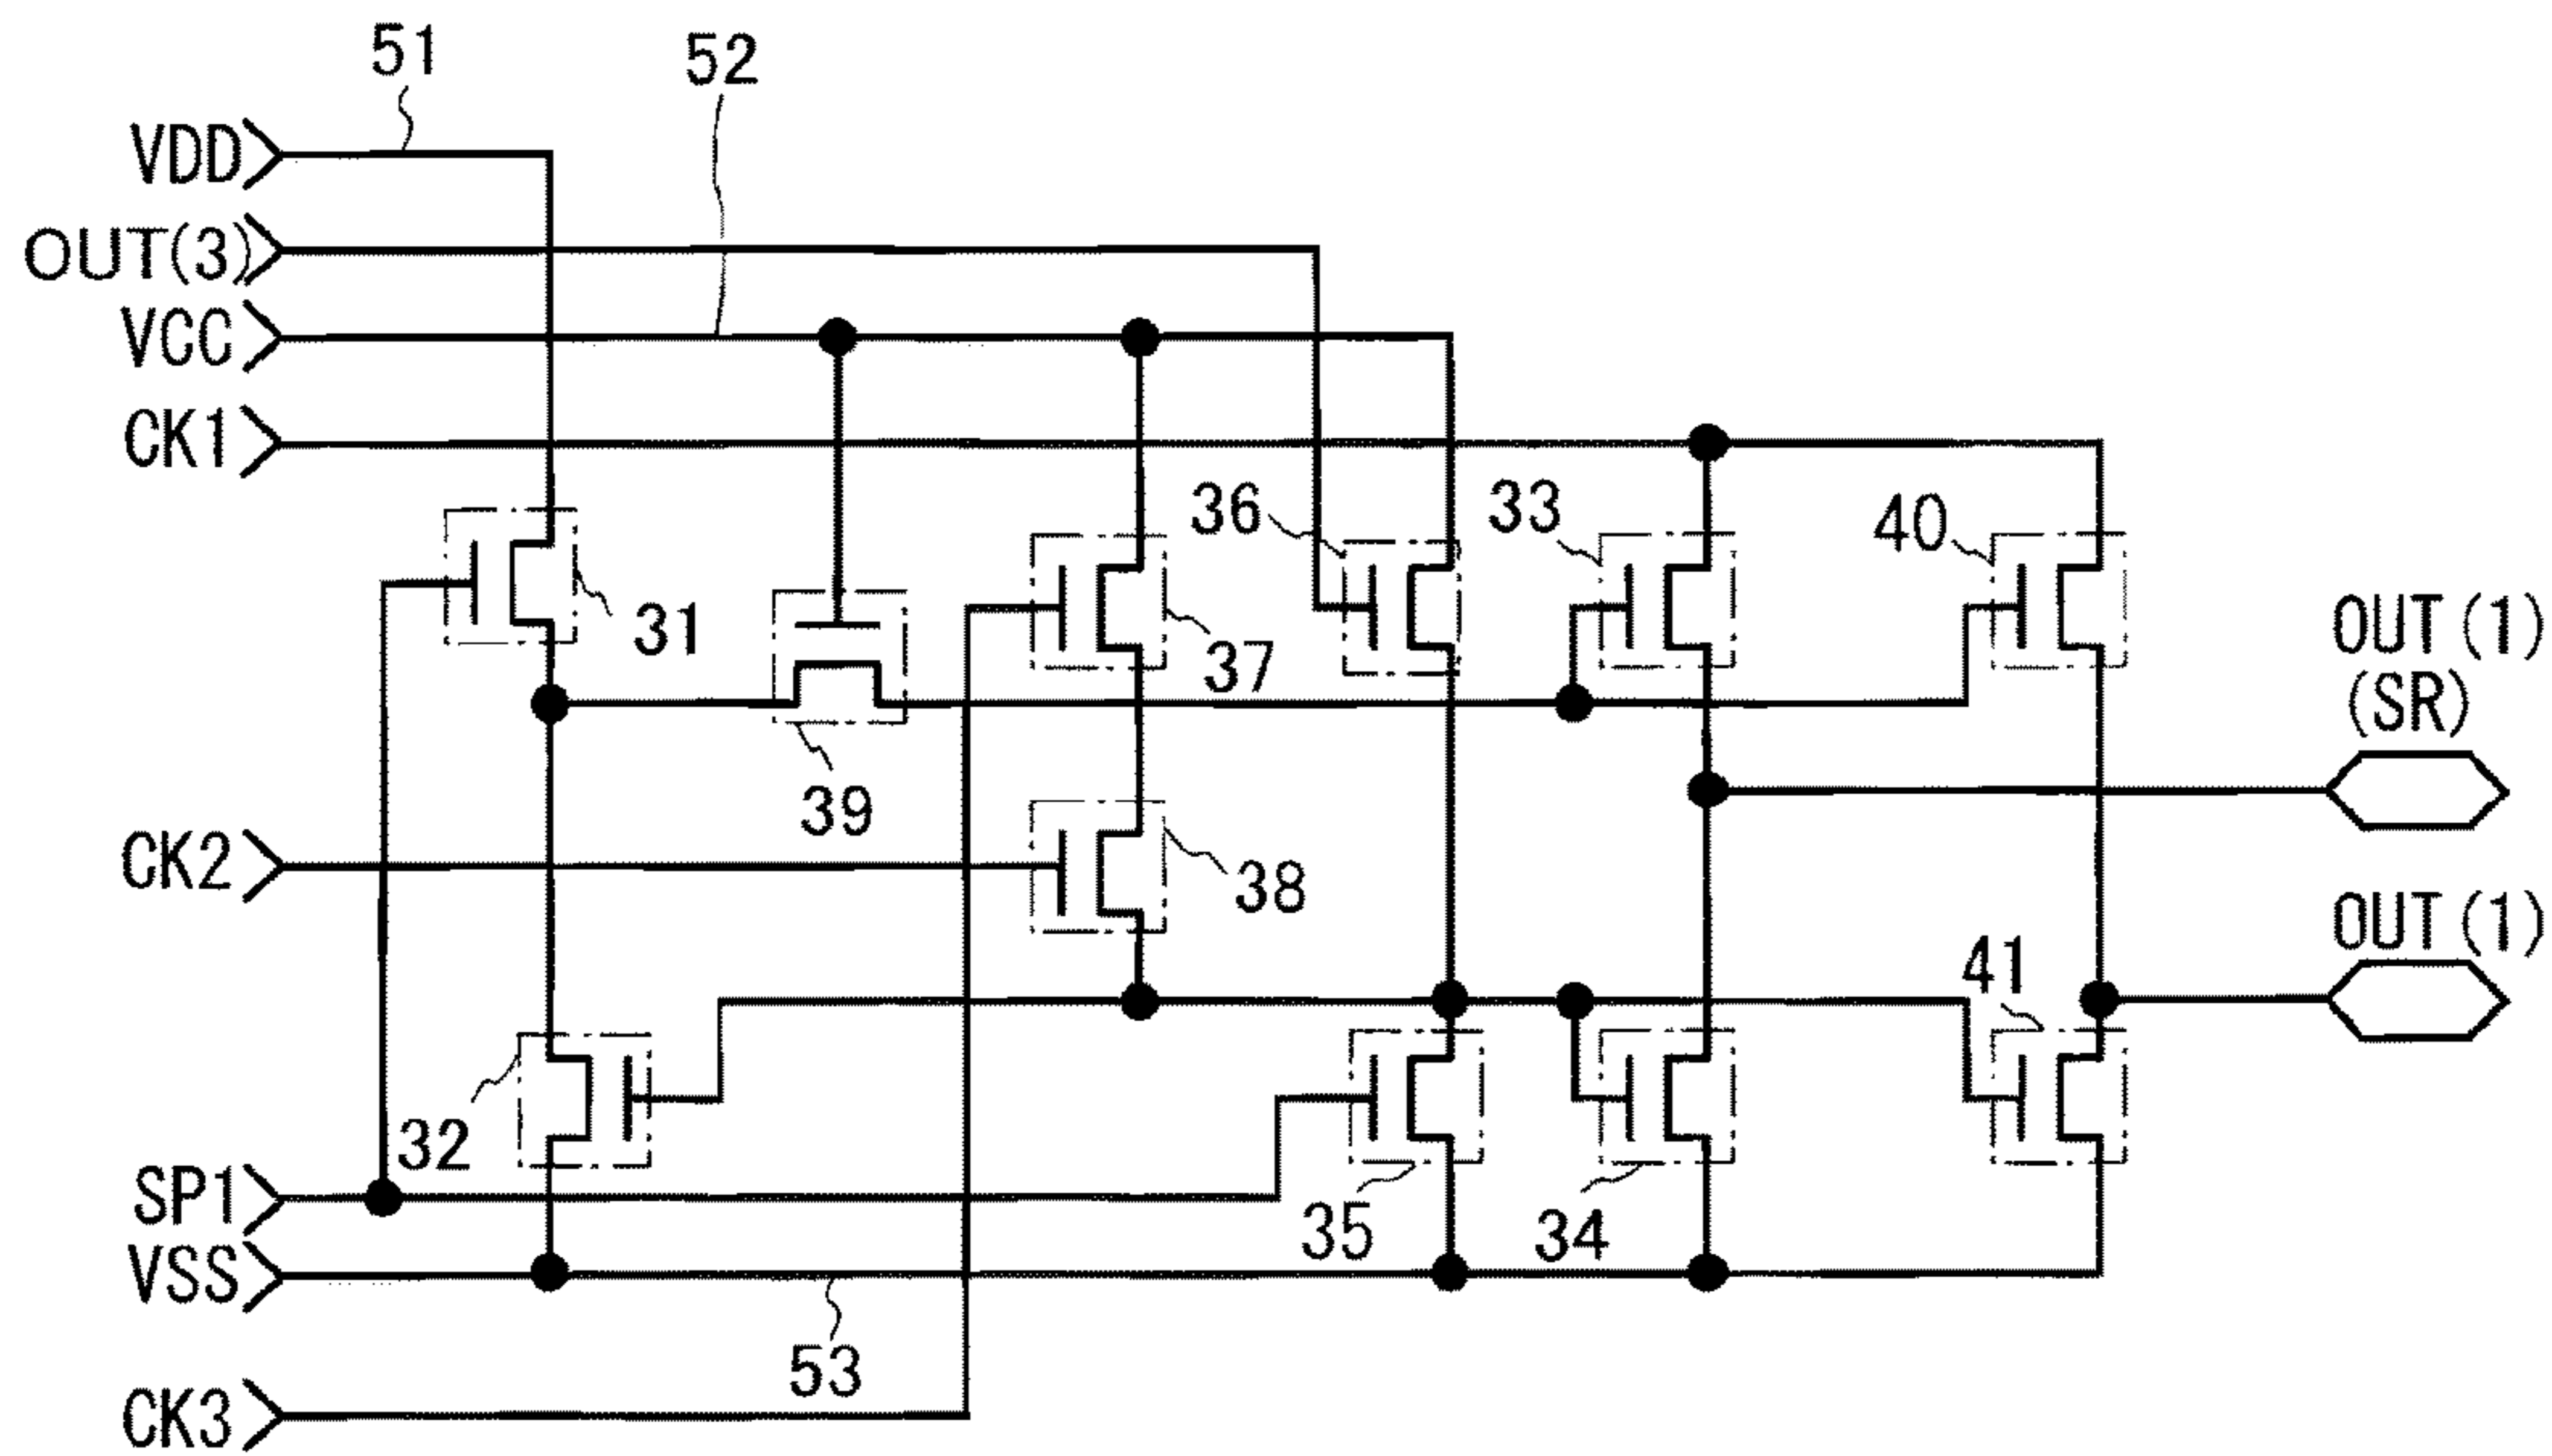 51
52
VDD
OUT(3)
VCC
CK1
36
33
40
31
37
OUT(1)
(SR)
39
38
CK2
OUT(1)
41
32
SP1
35
34
VSS
53
CK3